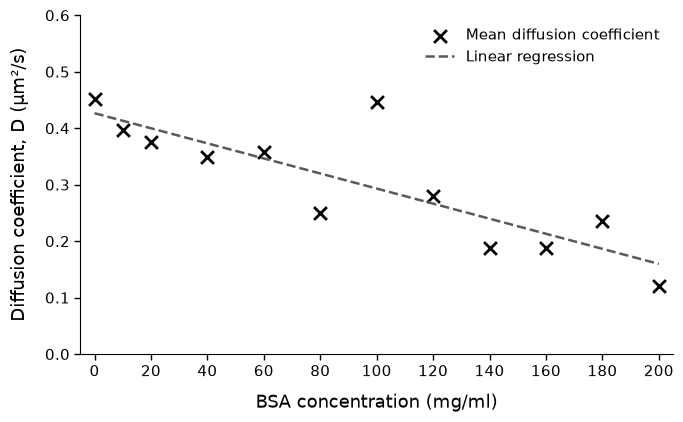 0.6
0.5
0.4
0.3
0.2
0.1
0.0
Diffusion coefficient, D (μm²/s)
Mean diffusion coefficient
Linear regression
0 20 40 60 80 100 120 140 160 180 200
BSA concentration (mg/ml)